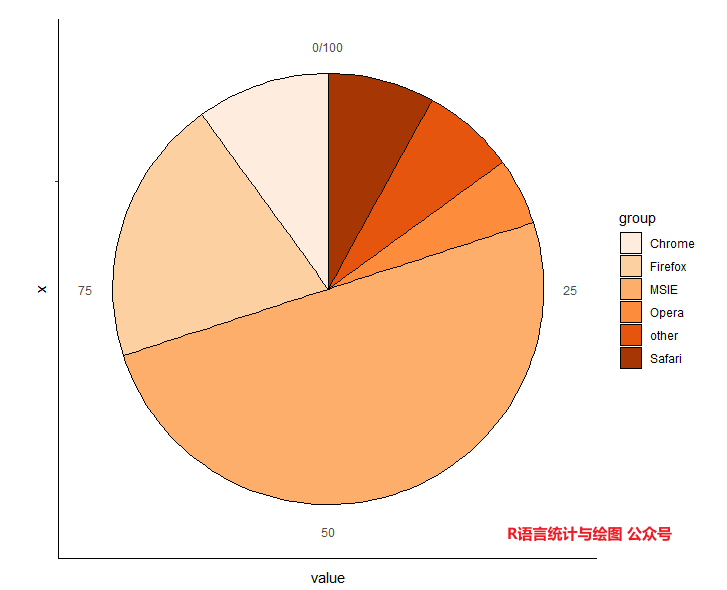 0/100
75
x
25
50
value
group
Chrome
Firefox
MSIE
Opera
other
Safari
R语言统计与绘图 公众号